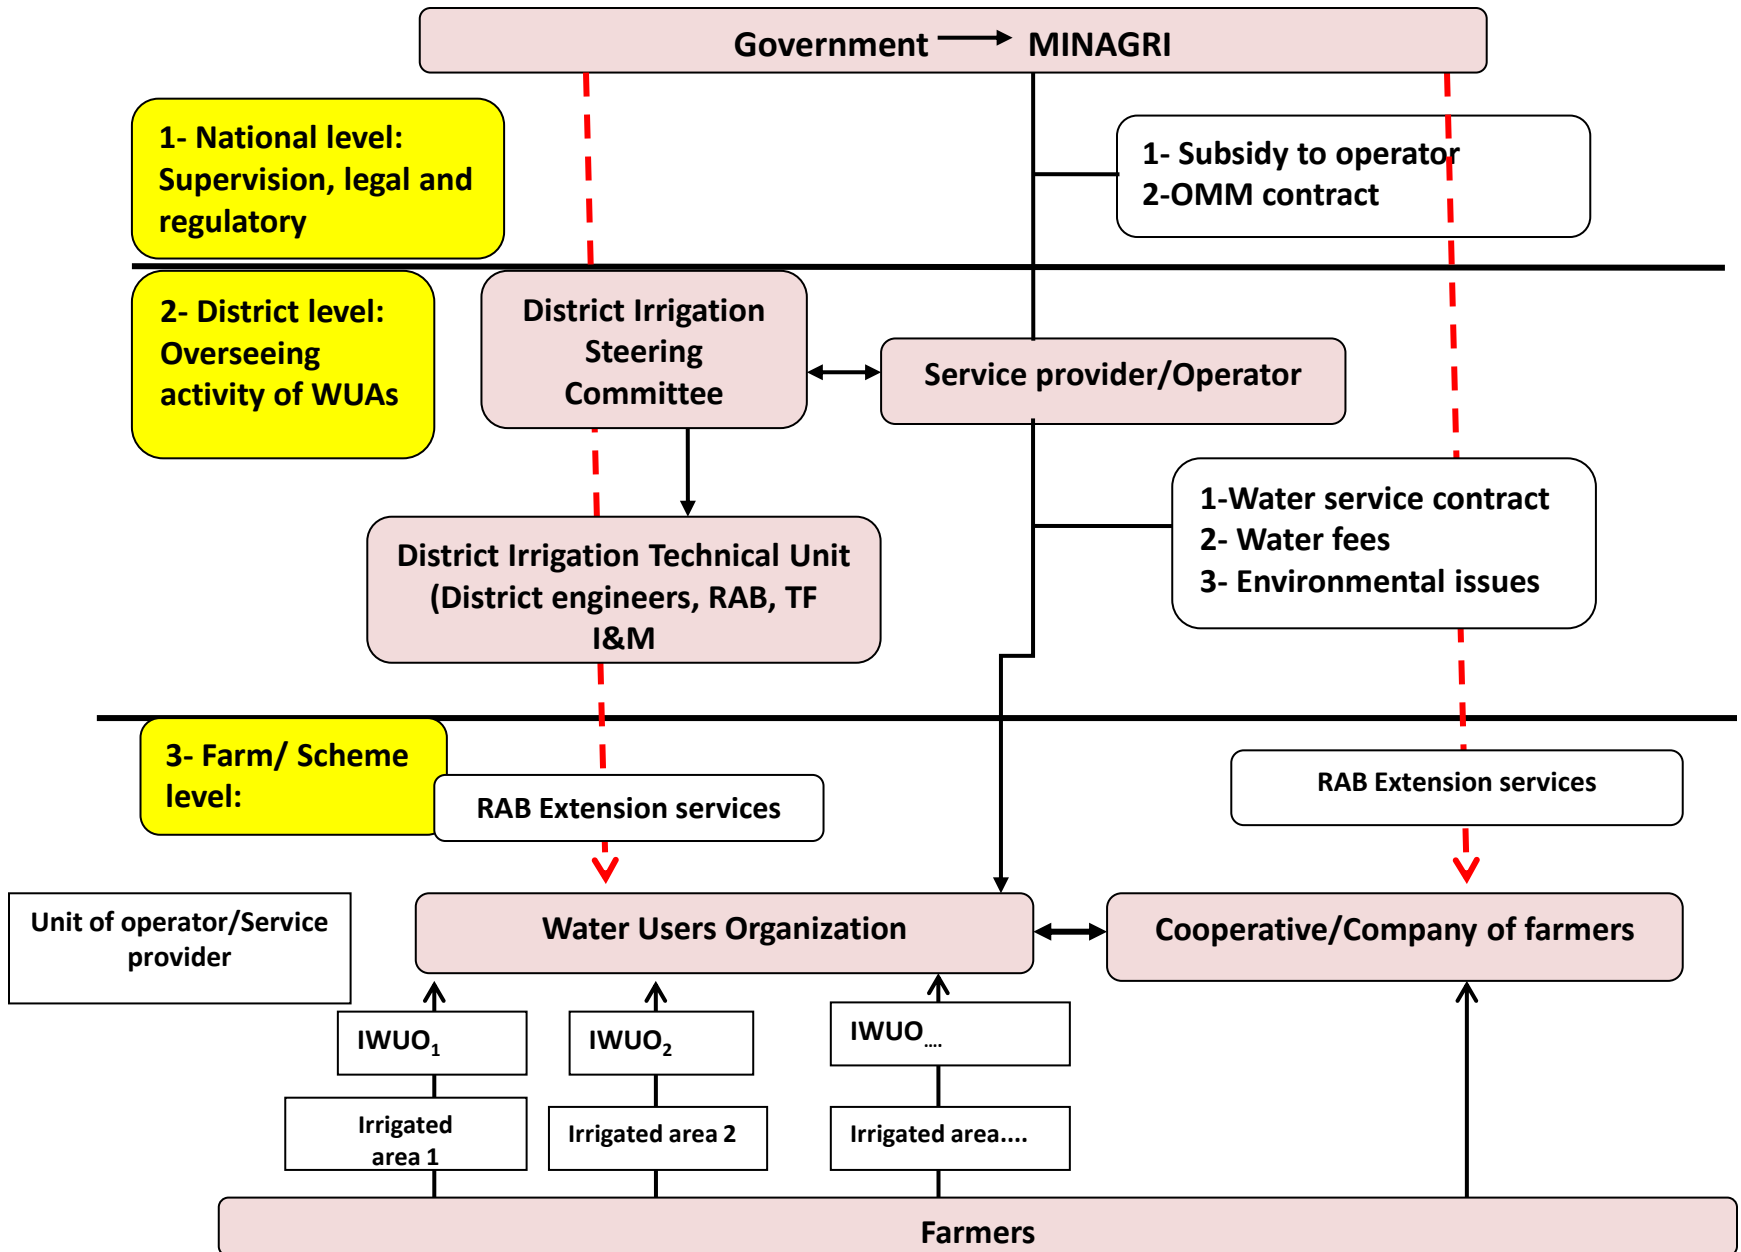 Government MINAGRI
1- National level:
Supervision, legal and
regulatory
1- Subsidy to operator
2-OMM contract
2- District level:
Overseeing
activity of WUAs
District Irrigation
Steering
Committee
Service provider/Operator
District Irrigation Technical Unit
(District engineers, RAB, TF
I&M
1-Water service contract
2- Water fees
3- Environmental issues
3- Farm/ Scheme
level:
RAB Extension services
RAB Extension services
Unit of operator/Service
provider
Water Users Organization
Cooperative/Company of farmers
IWUO1
IWUO2
IWUO....
Irrigated
area 1
Irrigated area 2
Irrigated area....
Farmers